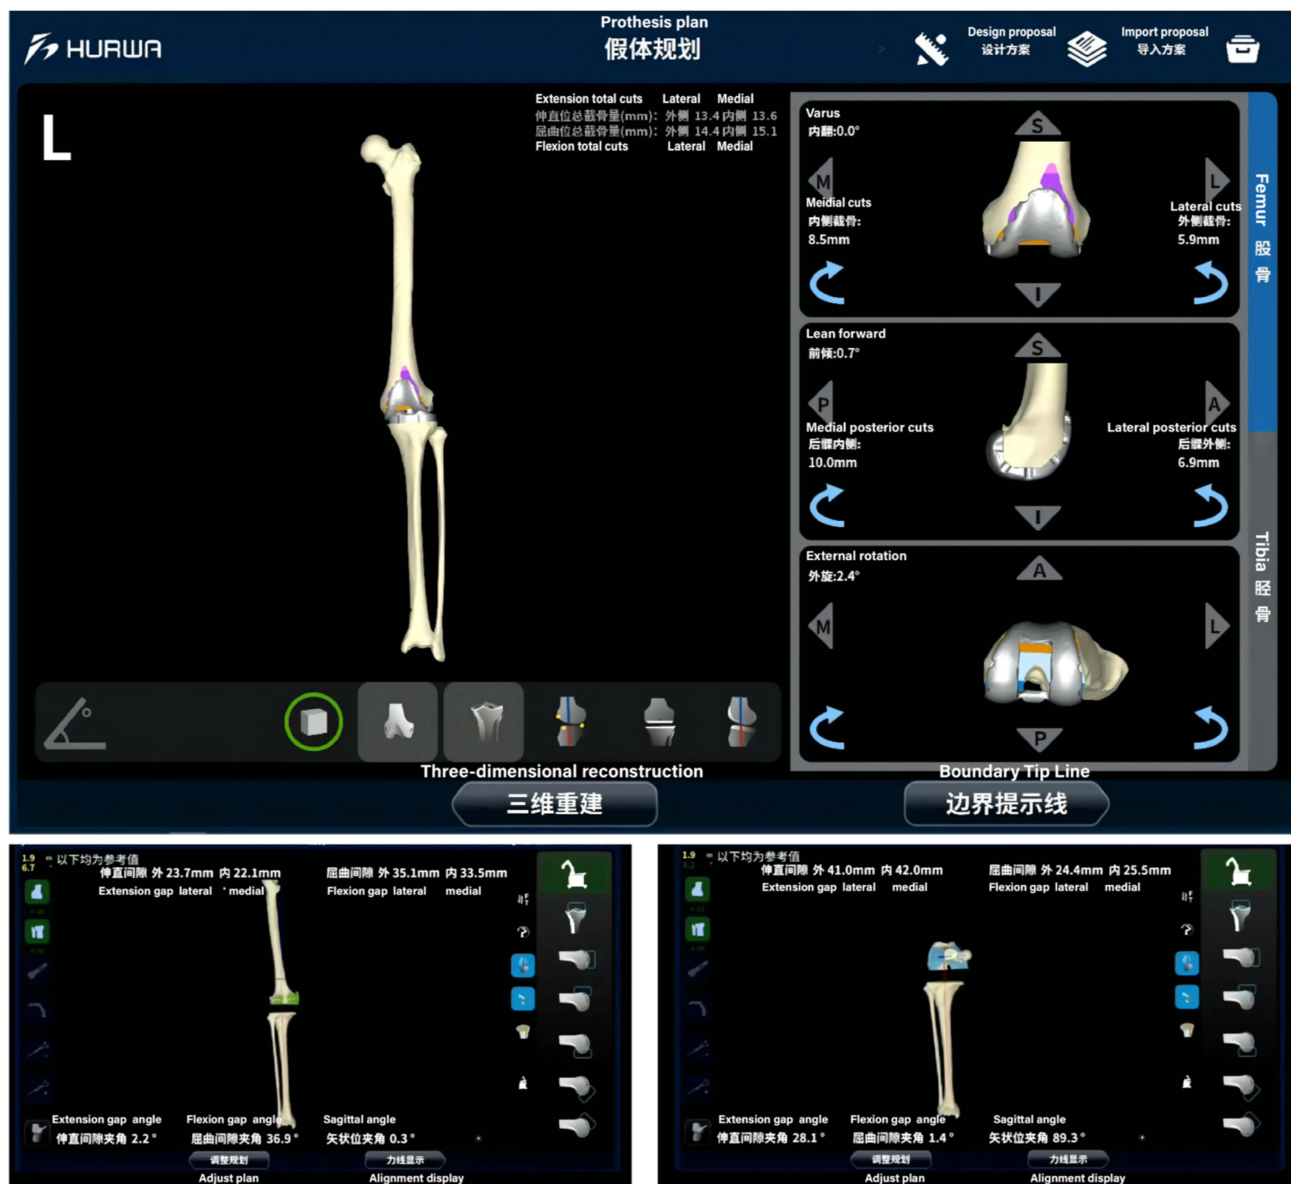 HURWA
Prothesis plan
假体规划
Design proposal
设计方案
Import proposal
导入方案
L
Extension total cuts Lateral Medial
伸直位总截骨量(mm): 外侧 13.4 内侧 13.6
屈曲位总截骨量(mm): 外侧 14.4 内侧 15.1
Flexion total cuts Lateral Medial
Varus
内翻:0.0°
S
M
L
Meidial cuts
内侧截骨:
8.5mm
Lateral cuts
外侧截骨:
5.9mm
I
Lean forward
前倾:0.7°
S
P
A
Medial posterior cuts
后髁内侧:
10.0mm
Lateral posterior cuts
后髁外侧:
6.9mm
I
External rotation
外旋:2.4°
A
M
L
P
Femur 股骨
Tibia 胫骨
Three-dimensional reconstruction
三维重建
Boundary Tip Line
边界提示线
1.9
6.7
以下均为参考值
伸直间隙 外 23.7mm 内 22.1mm
屈曲间隙 外 35.1mm 内 33.5mm
Extension gap lateral medial
Flexion gap lateral medial
Extension gap angle
Flexion gap angle
Sagittal angle
伸直间隙夹角 2.2°
屈曲间隙夹角 36.9°
矢状位夹角 0.3°
调整规划
力线显示
Adjust plan
Alignment display
1.9
以下均为参考值
伸直间隙 外 41.0mm 内 42.0mm
屈曲间隙 外 24.4mm 内 25.5mm
Extension gap lateral medial
Flexion gap lateral medial
Extension gap angle
Flexion gap angle
Sagittal angle
伸直间隙夹角 28.1°
屈曲间隙夹角 1.4°
矢状位夹角 89.3°
调整规划
力线显示
Adjust plan
Alignment display